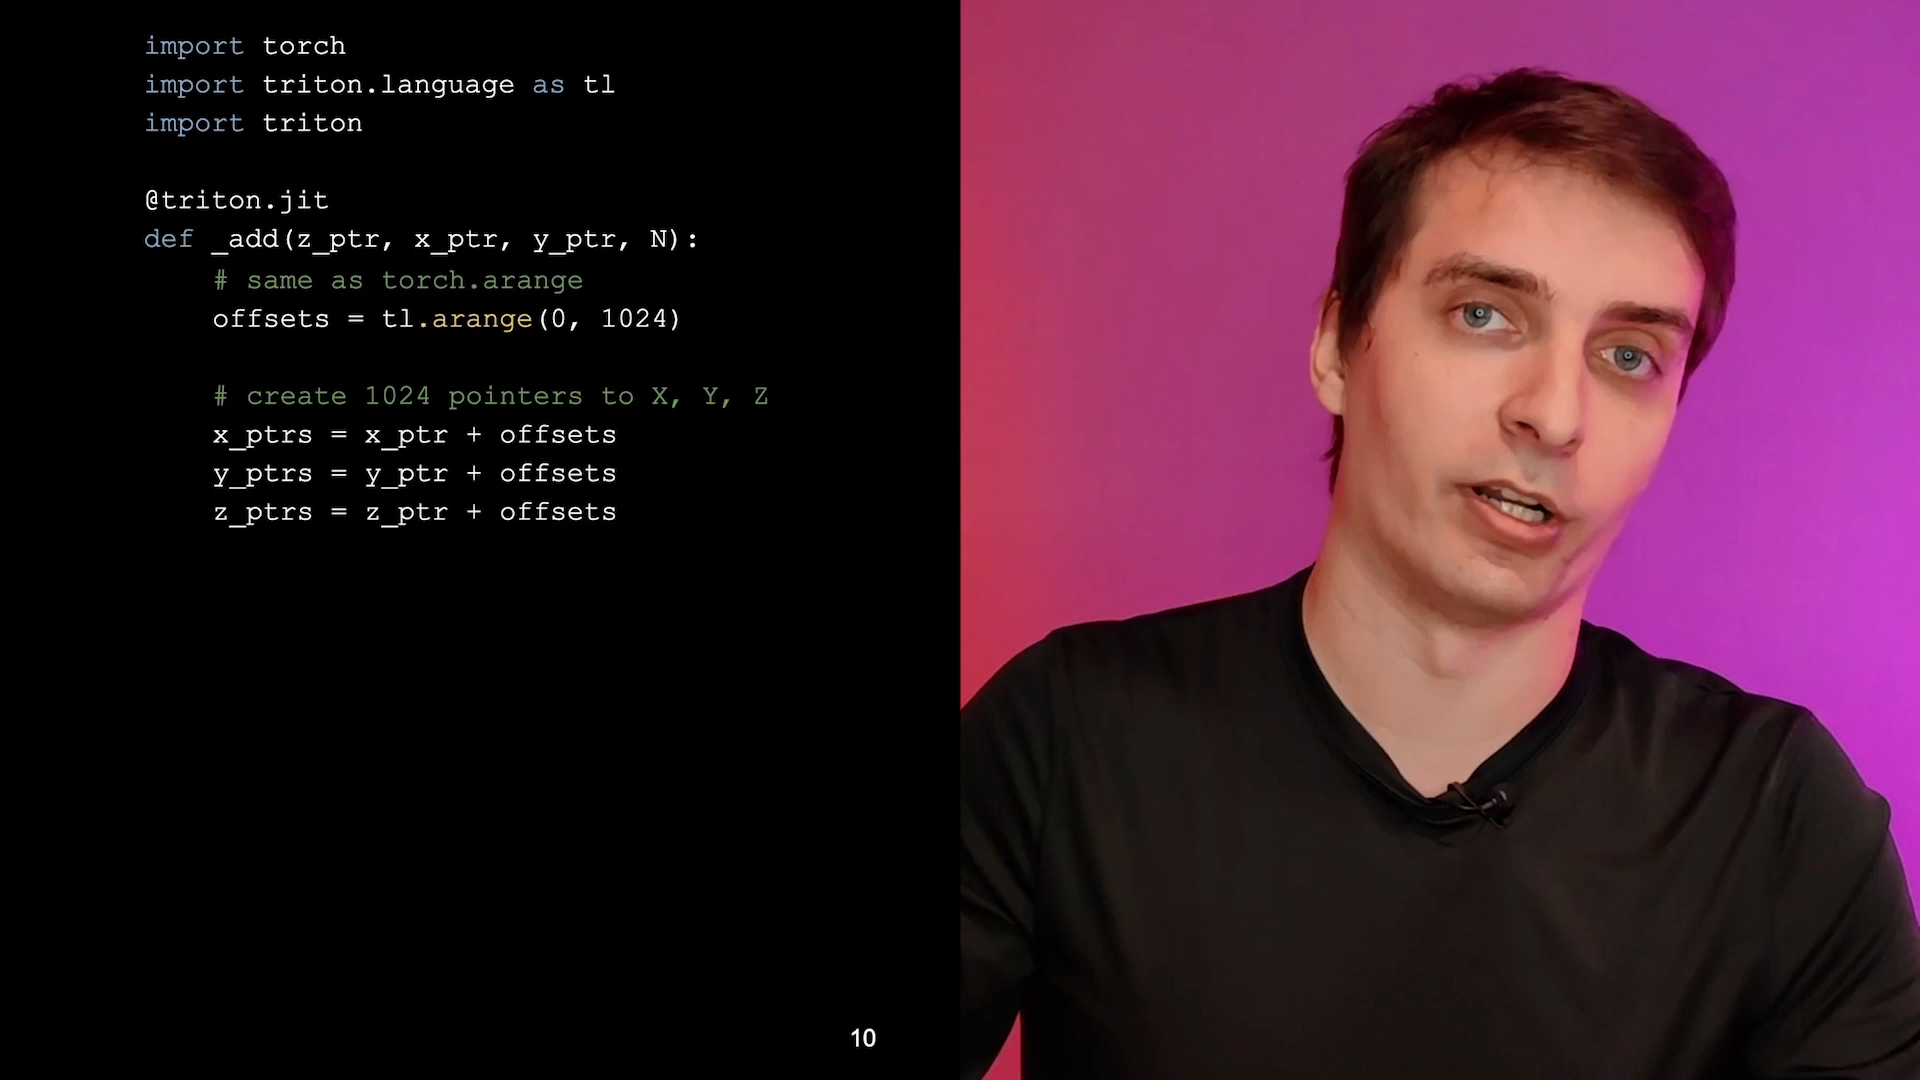 import torch
import triton.language as tl
import triton
@triton.jit
def _add(z_ptr, x_ptr, y_ptr, N):
# same as torch.arange
offsets = tl.arange(0, 1024)
# create 1024 pointers to X, Y, Z
x_ptrs = x_ptr + offsets
y_ptrs = y_ptr + offsets
z_ptrs = z_ptr + offsets
10